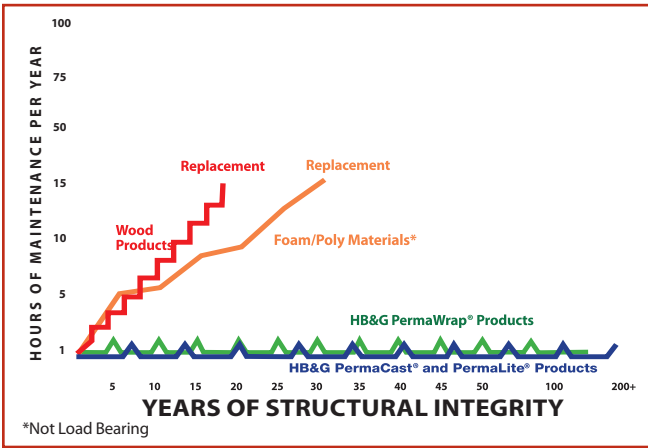 HOURS OF MAINTENANCE PER YEAR
100
75
50
15
10
5
1
Replacement
Replacement
Wood
Products
Foam/Poly Materials*
HB&G PermaWrap® Products
HB&G PermaCast® and PermaLite® Products
5 10 15 20 25 30 35 40 45 50 100 200+
YEARS OF STRUCTURAL INTEGRITY
*Not Load Bearing